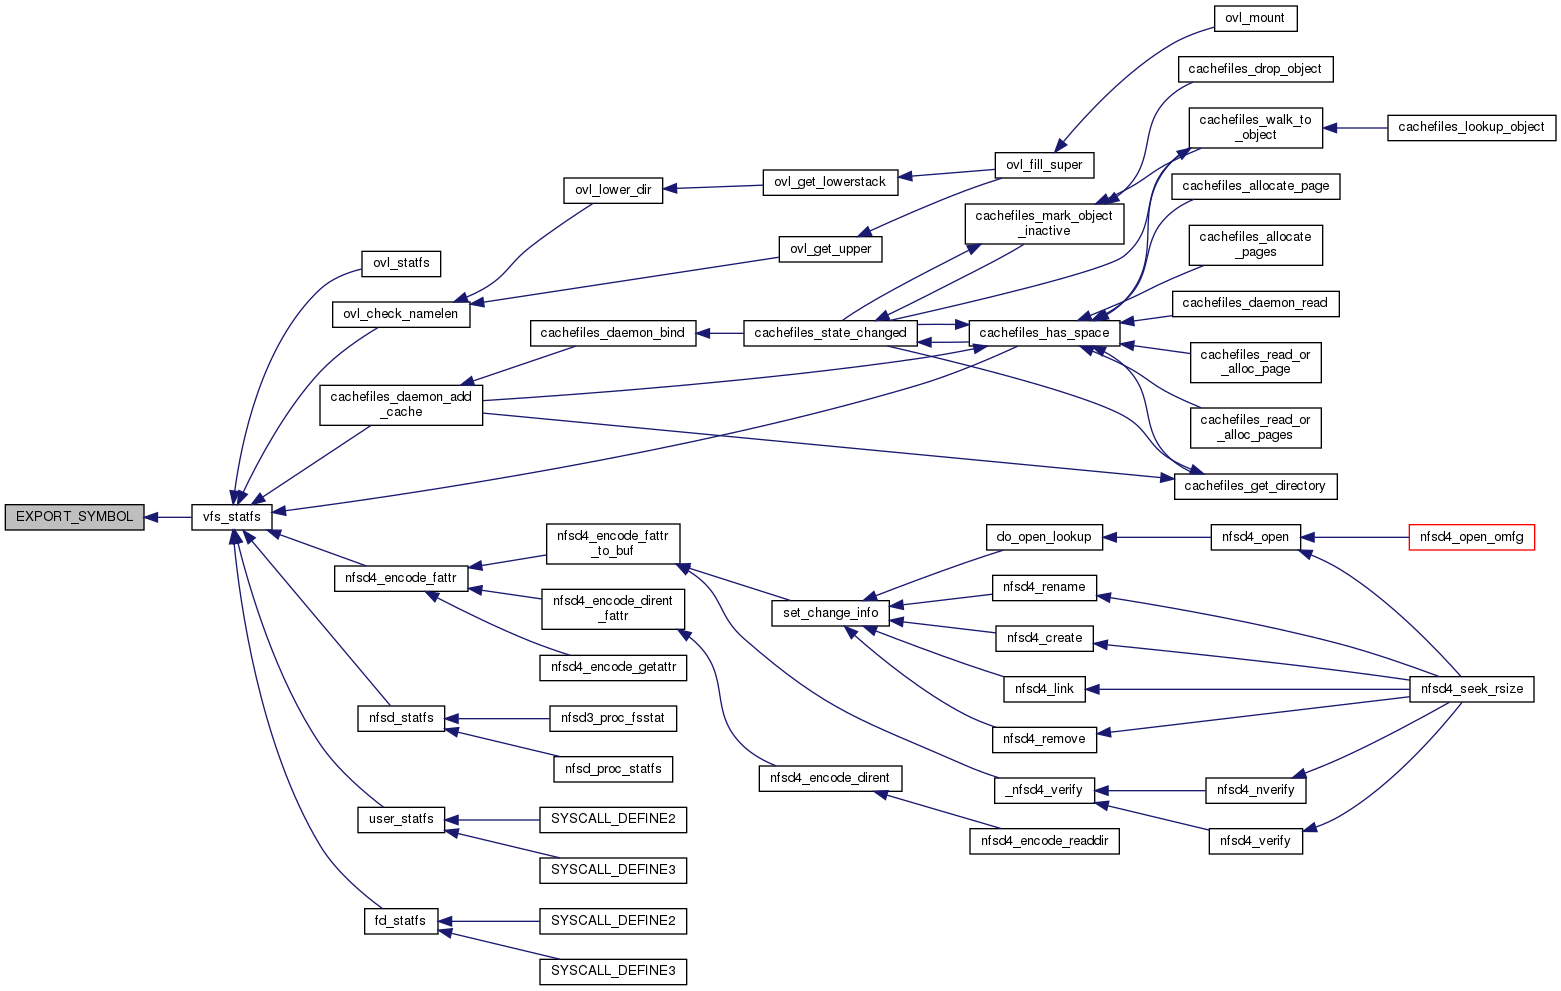 ovl_mount
cachefiles_drop_object
cachefiles_walk_to
_object
cachefiles_lookup_object
ovl_fill_super
ovl_get_lowerstack
ovl_lower_dir
cachefiles_allocate_page
cachefiles_mark_object
_inactive
cachefiles_allocate
_pages
ovl_get_upper
ovl_statfs
cachefiles_daemon_read
ovl_check_namelen
cachefiles_daemon_bind
cachefiles_state_changed
cachefiles_has_space
cachefiles_read_or
_alloc_page
cachefiles_daemon_add
_cache
cachefiles_read_or
_alloc_pages
cachefiles_get_directory
EXPORT_SYMBOL
vfs_statfs
nfsd4_encode_fattr
_to_buf
do_open_lookup
nfsd4_open
nfsd4_open_omfg
nfsd4_encode_fattr
nfsd4_rename
nfsd4_encode_dirent
_fattr
set_change_info
nfsd4_create
nfsd4_encode_getattr
nfsd4_link
nfsd4_seek_rsize
nfsd_statfs
nfsd3_proc_fsstat
nfsd4_remove
nfsd_proc_statfs
nfsd4_encode_dirent
_nfsd4_verify
nfsd4_nverify
user_statfs
SYSCALL_DEFINE2
nfsd4_encode_readdir
nfsd4_verify
SYSCALL_DEFINE3
fd_statfs
SYSCALL_DEFINE2
SYSCALL_DEFINE3